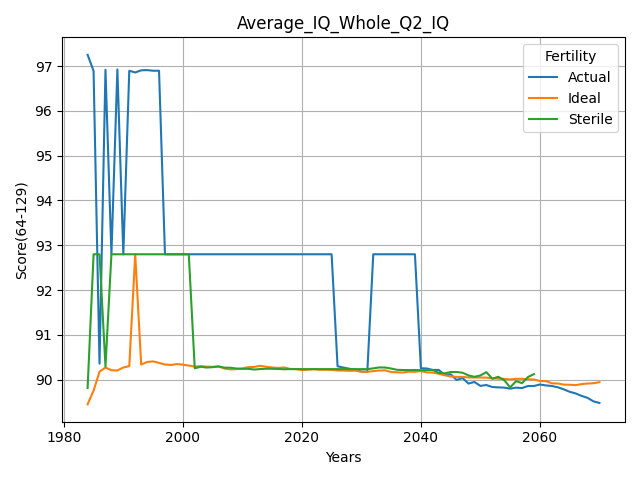 Average_IQ_Whole_Q2_IQ
Fertility
Actual
Ideal
Sterile
Score(64-129)
97
96
95
94
93
92
91
90
1980
2000
2020
2040
2060
Years